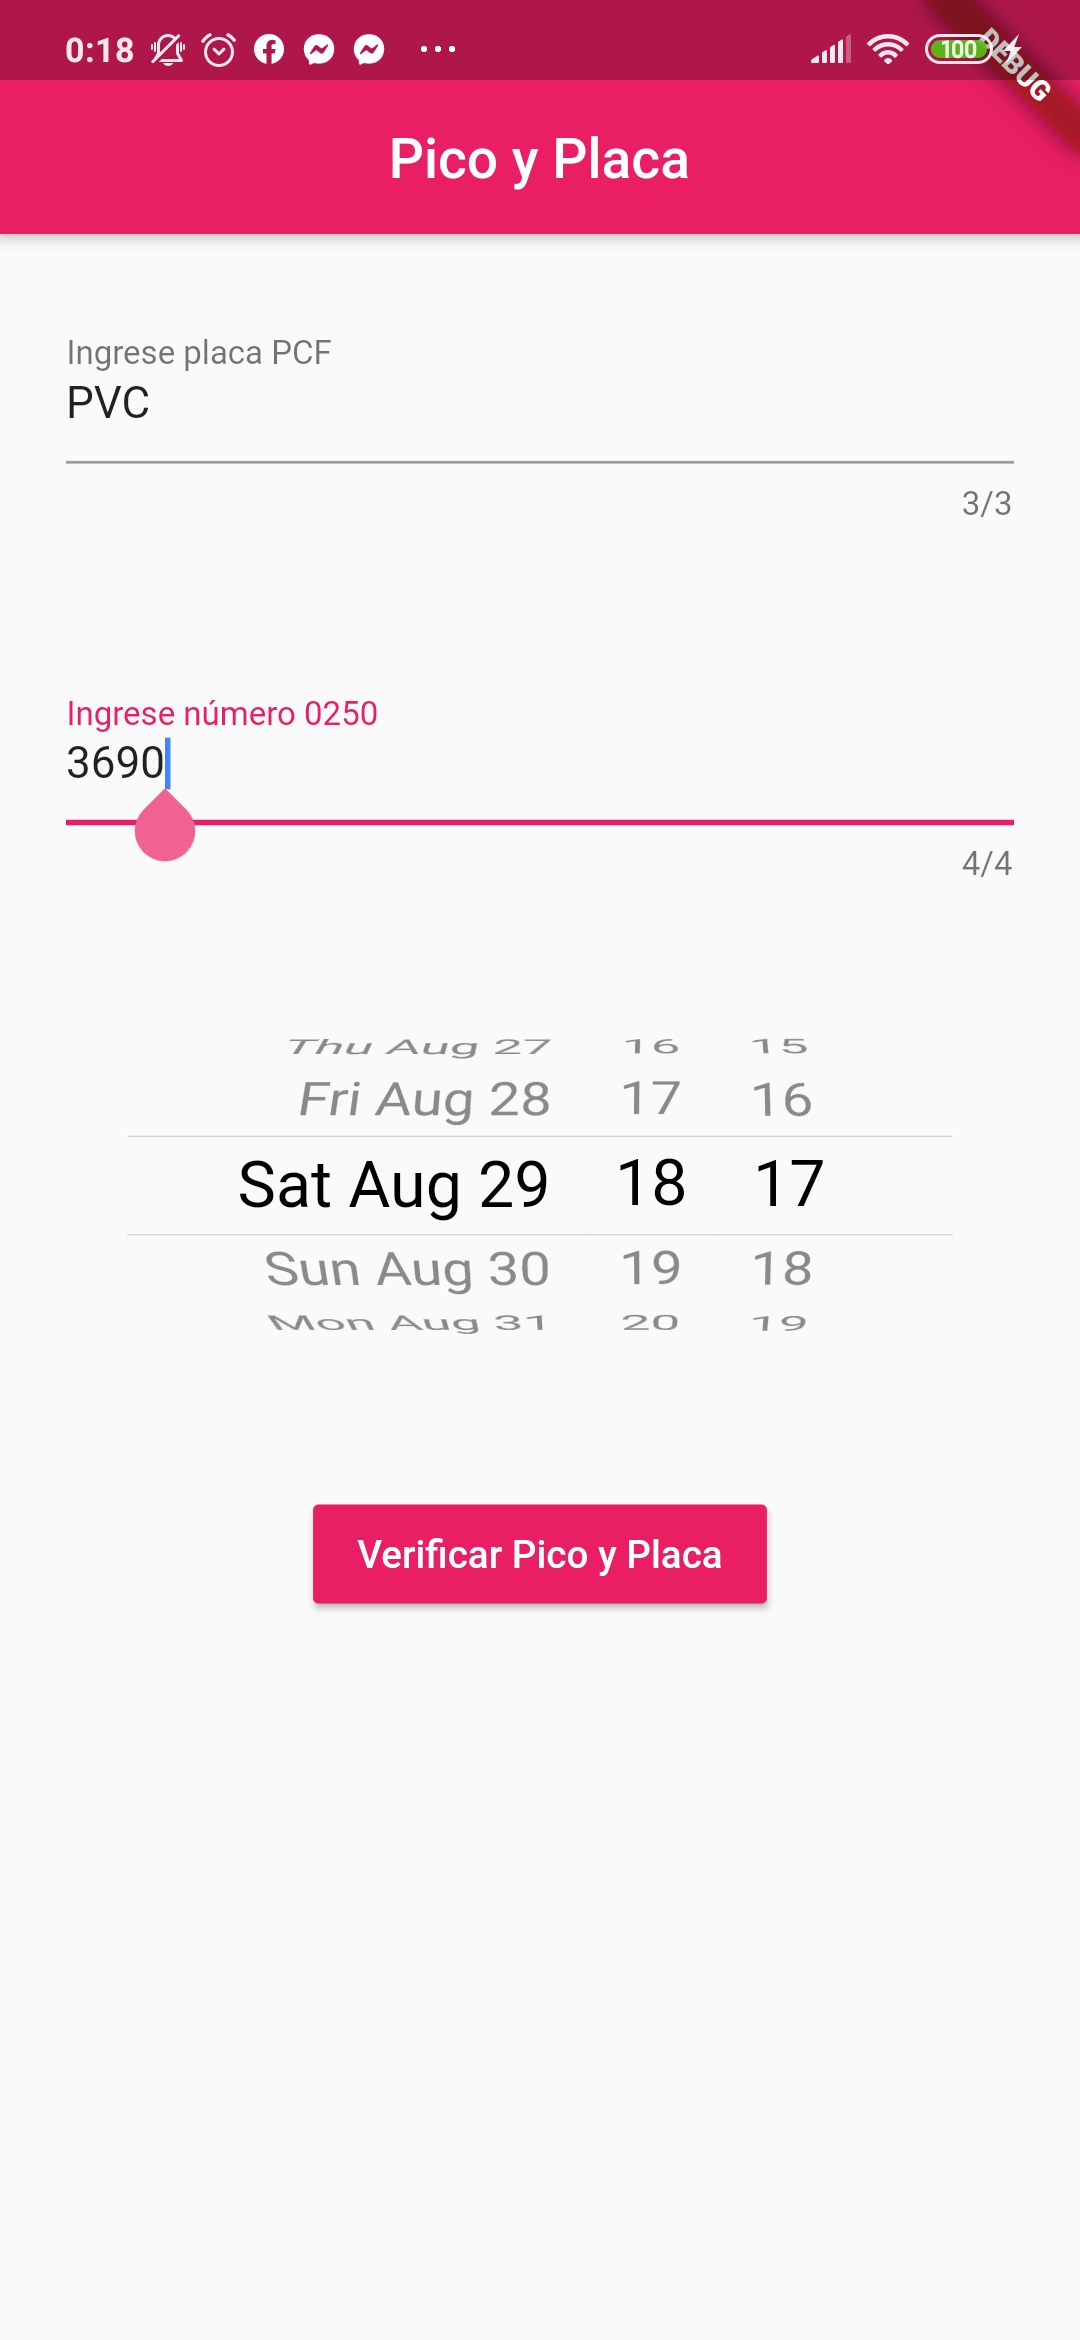 0:18
100
DEBUG
Pico y Placa
Ingrese placa PCF
PVC
3/3
Ingrese número 0250
3690
4/4
Thu Aug 27 16 15
Fri Aug 28 17 16
Sat Aug 29 18 17
Sun Aug 30 19 18
Mon Aug 31 20 19
Verificar Pico y Placa